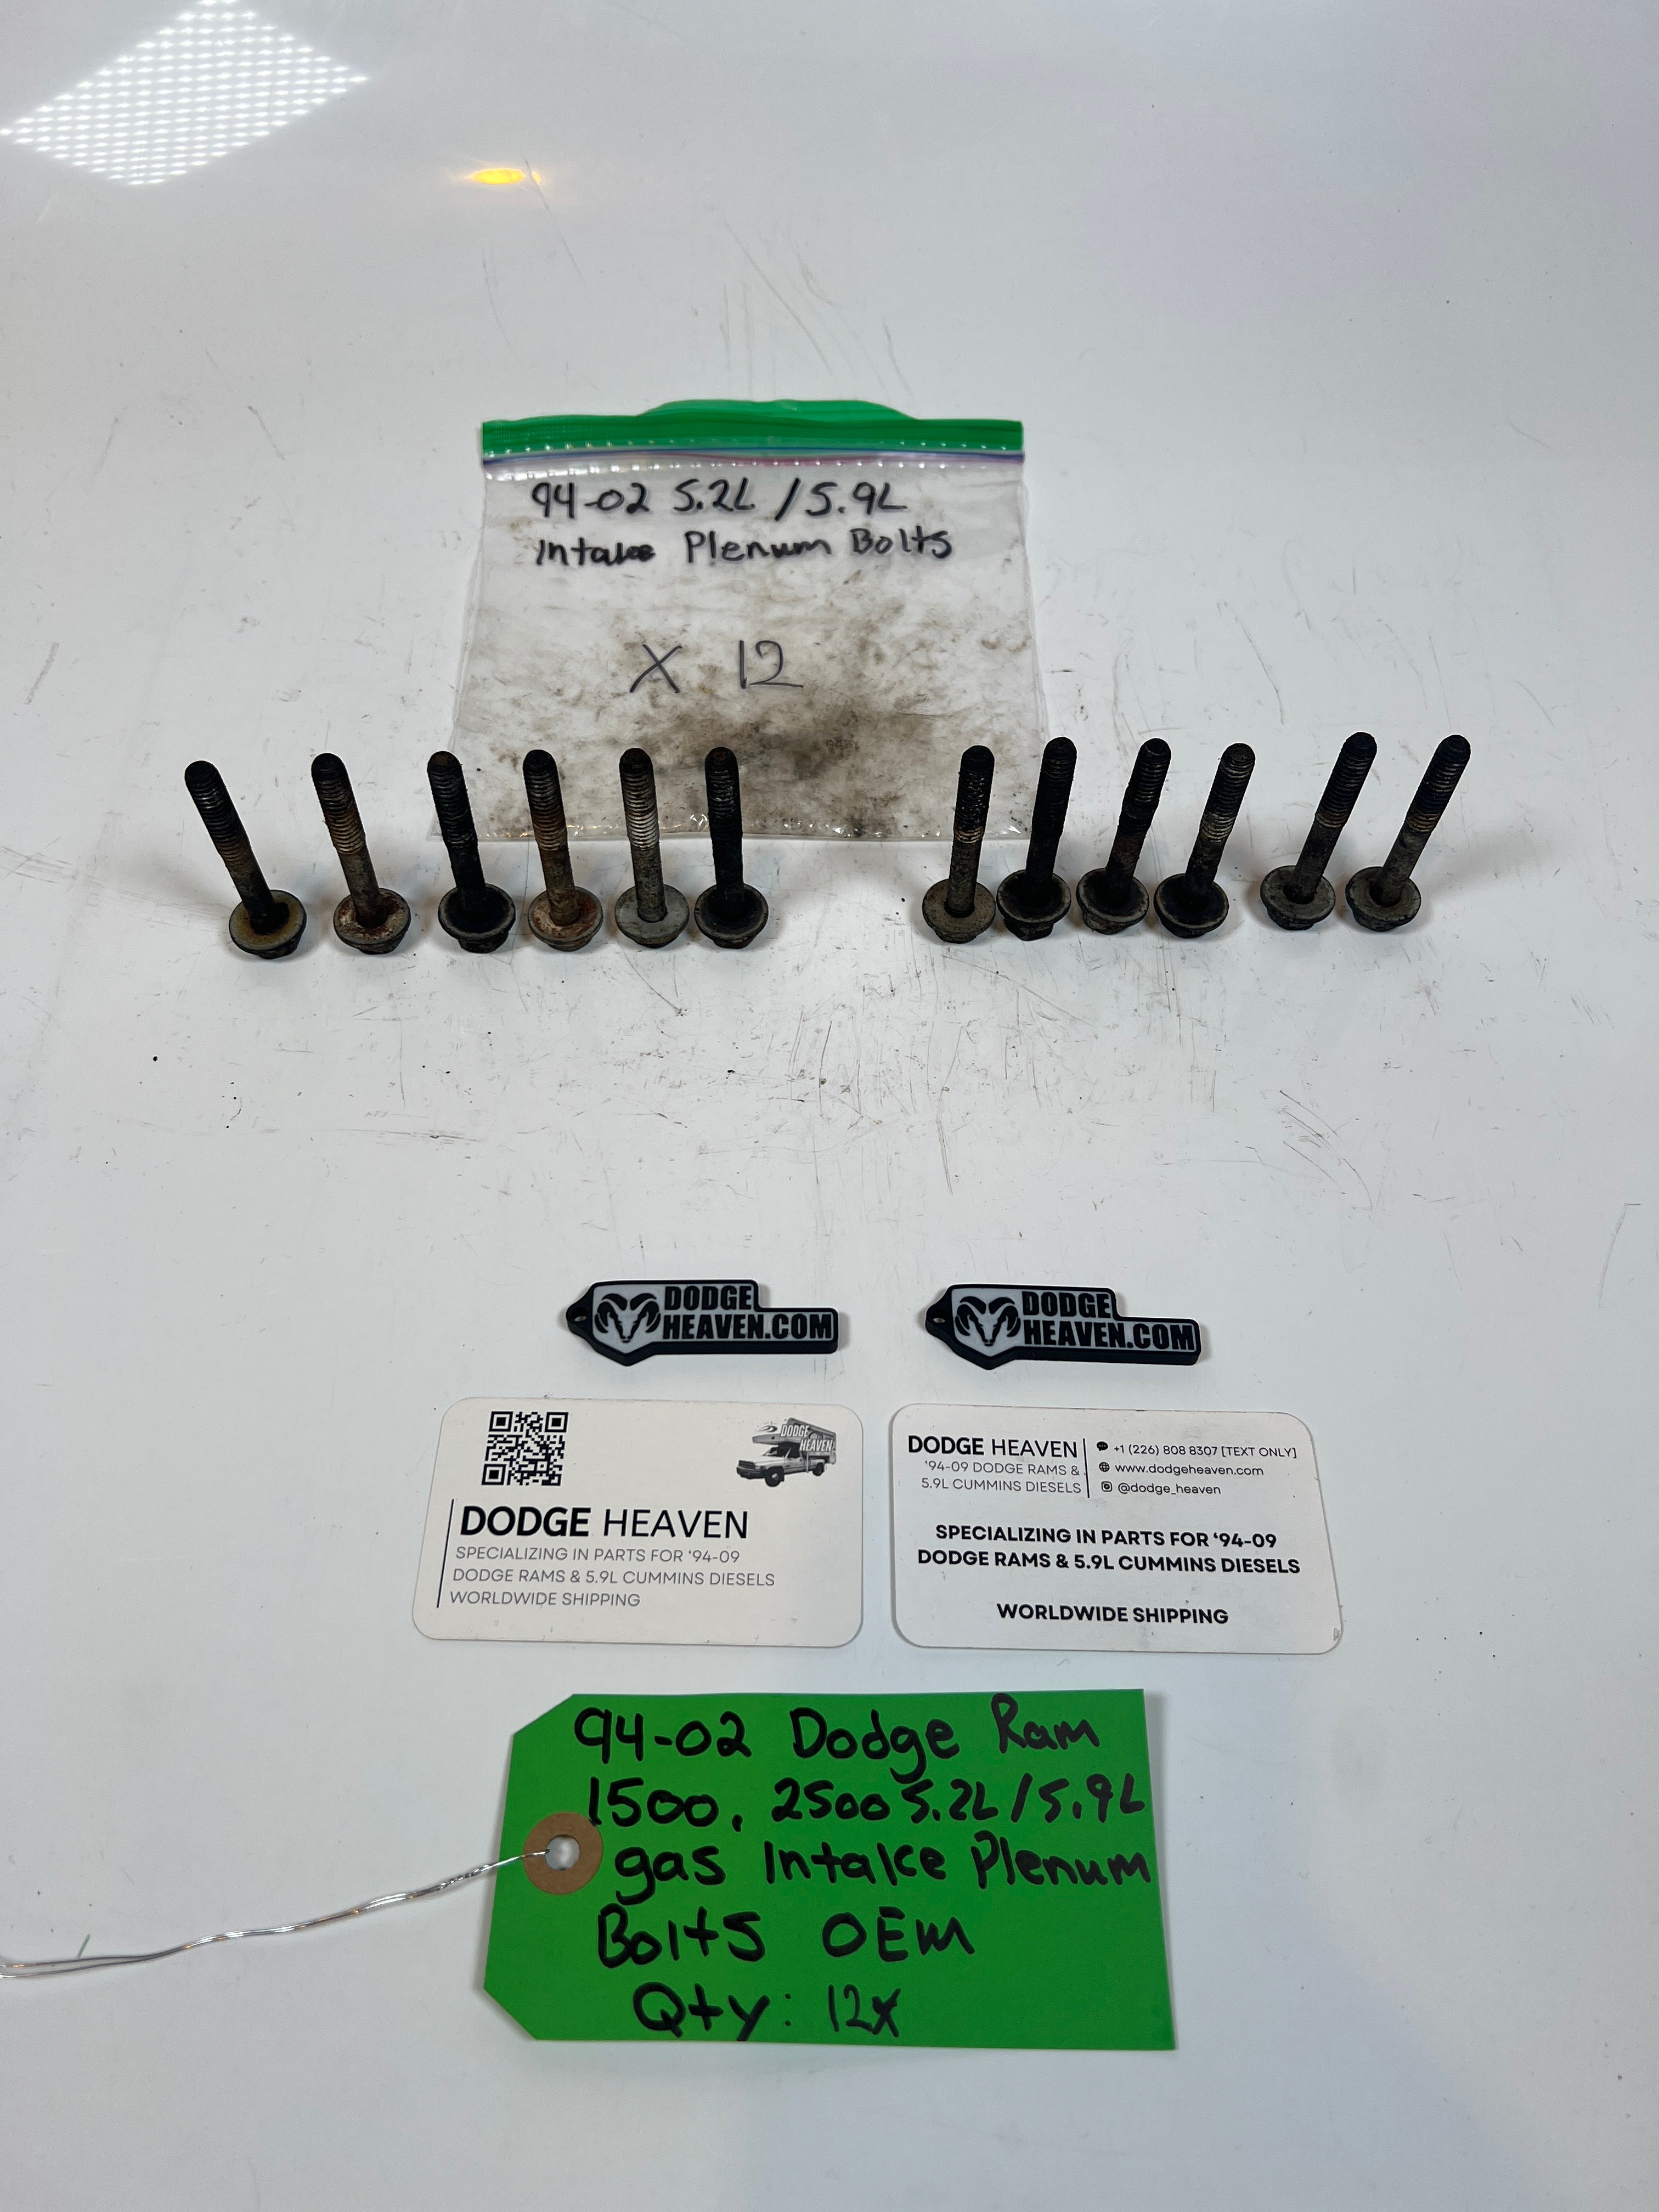 94-02 5.2L / 5.9L
Intake Plenum Bolts
X 12
DODGE
HEAVEN.COM
DODGE
HEAVEN.COM
DODGE
HEAVEN
DODGE HEAVEN
SPECIALIZING IN PARTS FOR ‘94-09
DODGE RAMS & 5.9L CUMMINS DIESELS
WORLDWIDE SHIPPING
DODGE HEAVEN
‘94-09 DODGE RAMS &
5.9L CUMMINS DIESELS
+1 (226) 808 8307 [TEXT ONLY]
www.dodgeheaven.com
@dodge_heaven
SPECIALIZING IN PARTS FOR ‘94-09
DODGE RAMS & 5.9L CUMMINS DIESELS
WORLDWIDE SHIPPING
94-02 Dodge Ram
1500, 2500 5.2L/5.9L
gas Intake Plenum
Bolts OEM
Qty: 12x